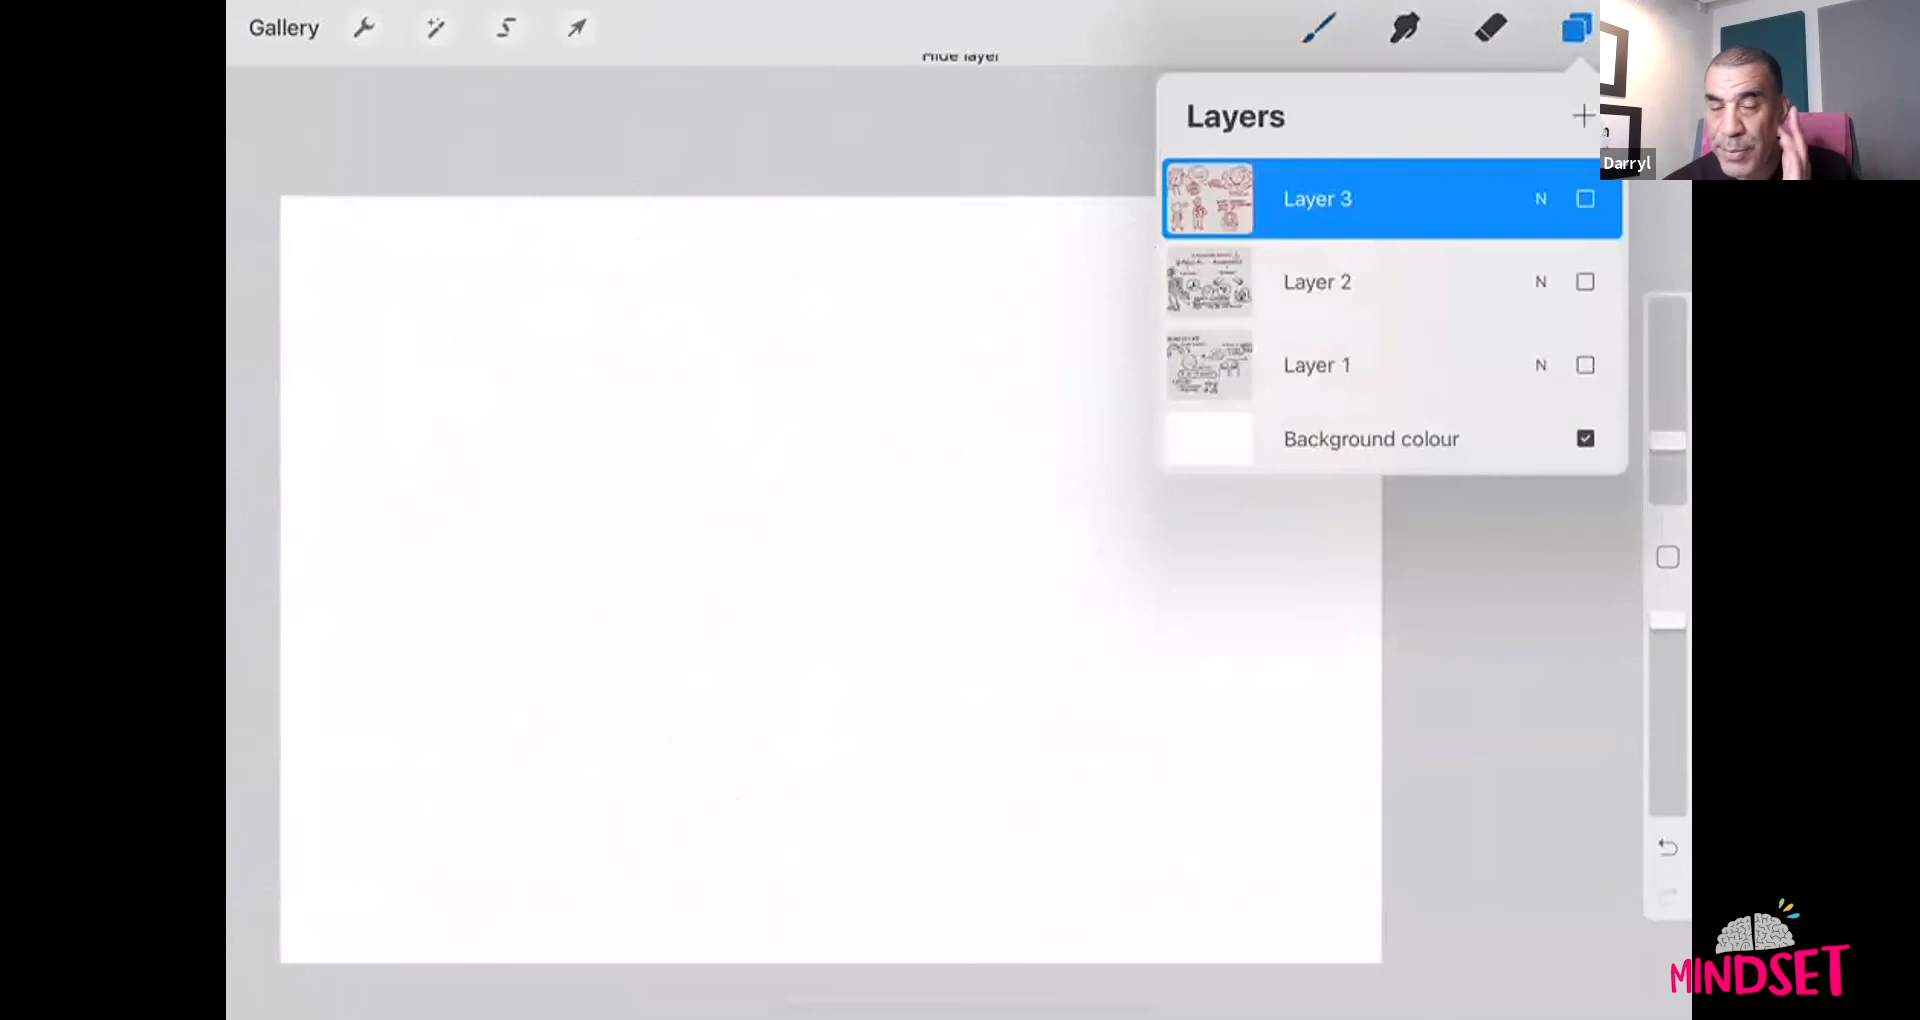 Gallery
Hide layer
Layers
Layer 3
N
Layer 2
N
Layer 1
N
Background colour
Darryl
MINDSET